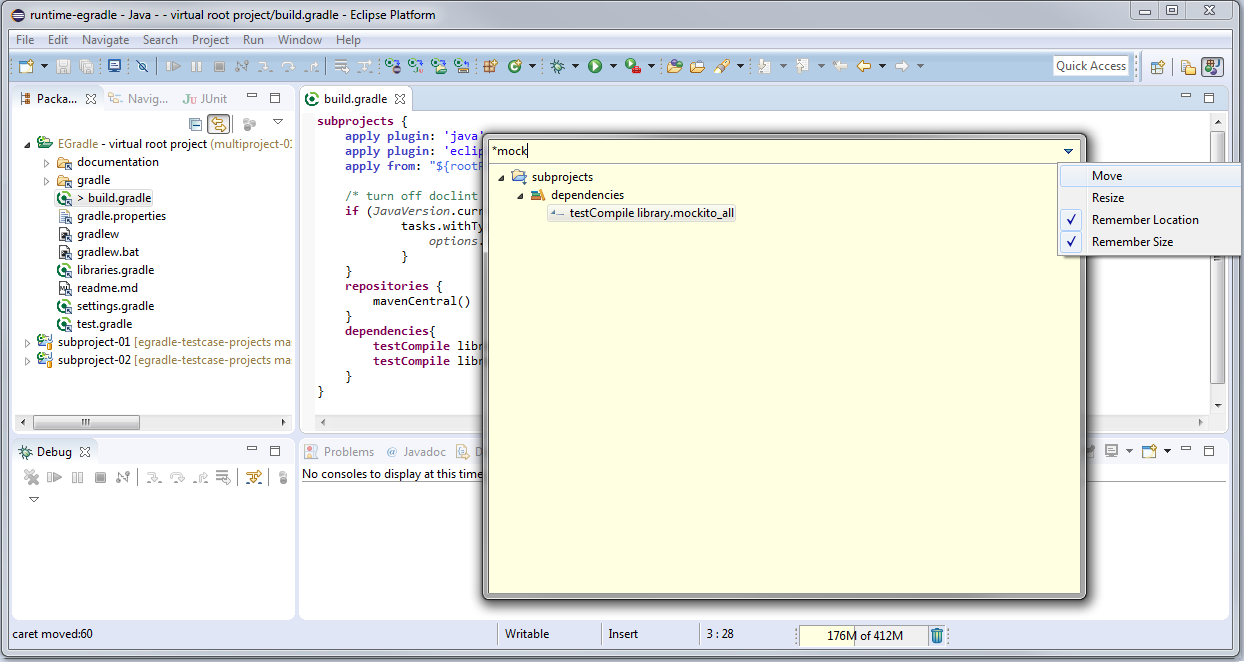 runtime-egradle - Java - - virtual root project/build.gradle - Eclipse Platform
File Edit Navigate Search Project Run Window Help
Quick Access
Packa... Navig... JUnit
EGradle - virtual root project (multiproject-01
documentation
gradle
> build.gradle
gradle.properties
gradlew
gradlew.bat
libraries.gradle
readme.md
settings.gradle
test.gradle
subproject-01 [egradle-testcase-projects ma
subproject-02 [egradle-testcase-projects ma
build.gradle
subprojects {
apply plugin: 'java'
apply plugin: 'eclip
apply from: "${rootP
/* turn off doclint
if (JavaVersion.curr
tasks.withTy
options.
}
}
repositories {
mavenCentral()
}
dependencies{
testCompile libr
testCompile libr
}
}
*mock
subprojects
dependencies
testCompile library.mockito_all
Move
Resize
Remember Location
Remember Size
Debug
Problems Javadoc D
No consoles to display at this time
caret moved:60 Writable Insert 3 : 28 176M of 412M